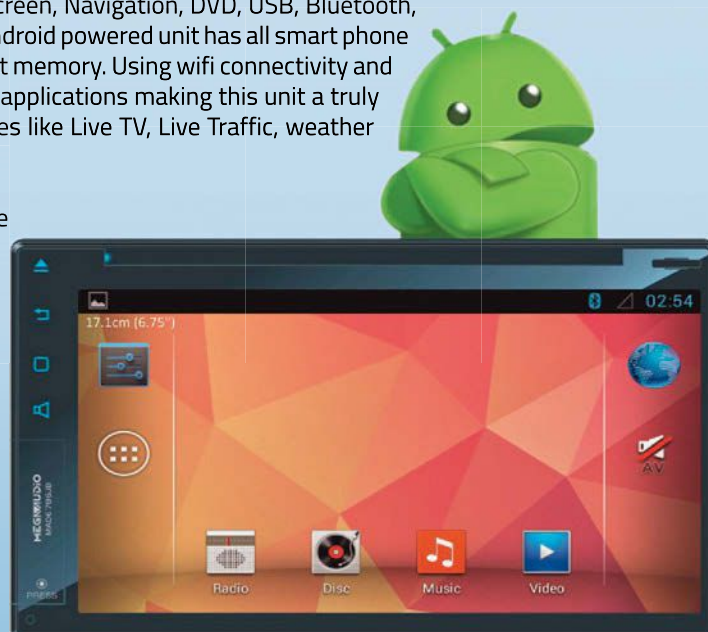 creen, Navigation, DVD, USB, Bluetooth,
ndroid powered unit has all smart phone
t memory. Using wifi connectivity and
applications making this unit a truly
es like Live TV, Live Traffic, weather
e
02:54
17.1cm (6.75")
AV
MEGAAUDIO
PRESS
Radio
Disc
Music
Video